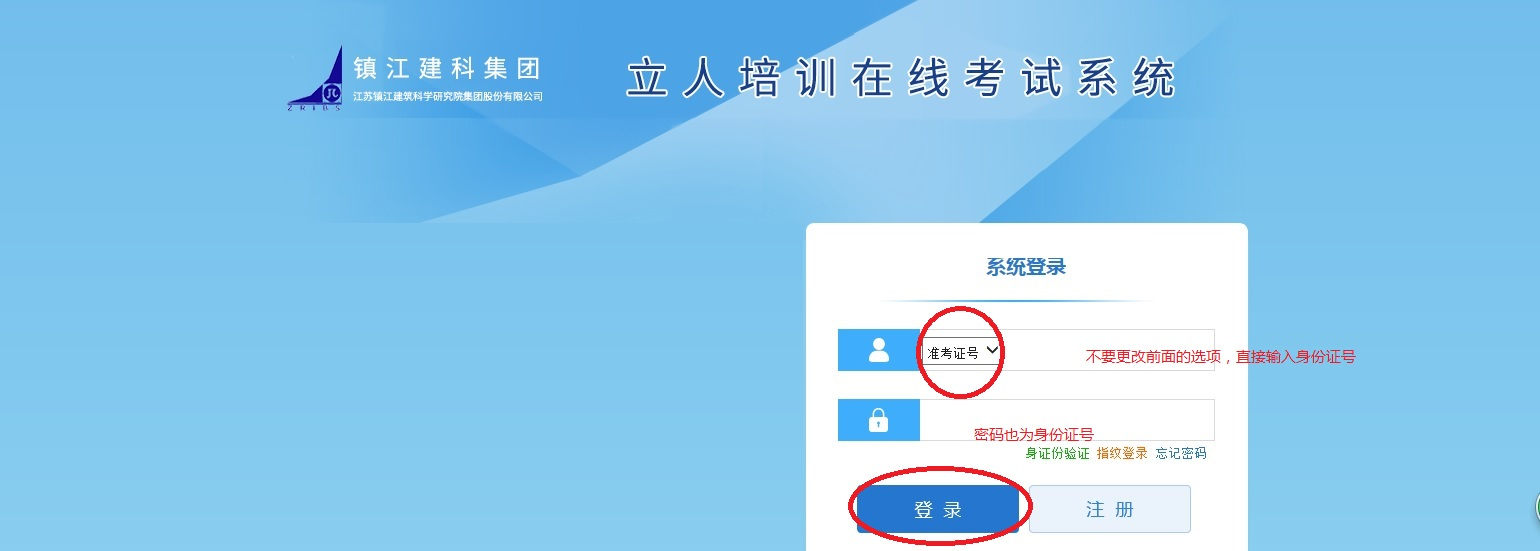 镇江建科集团
江苏镇江建筑科学研究院集团股份有限公司
ZRIBS
立人培训在线考试系统
系统登录
准考证号
不要更改前面的选项，直接输入身份证号
密码也为身份证号
身证份验证 指纹登录 忘记密码
登 录 注 册